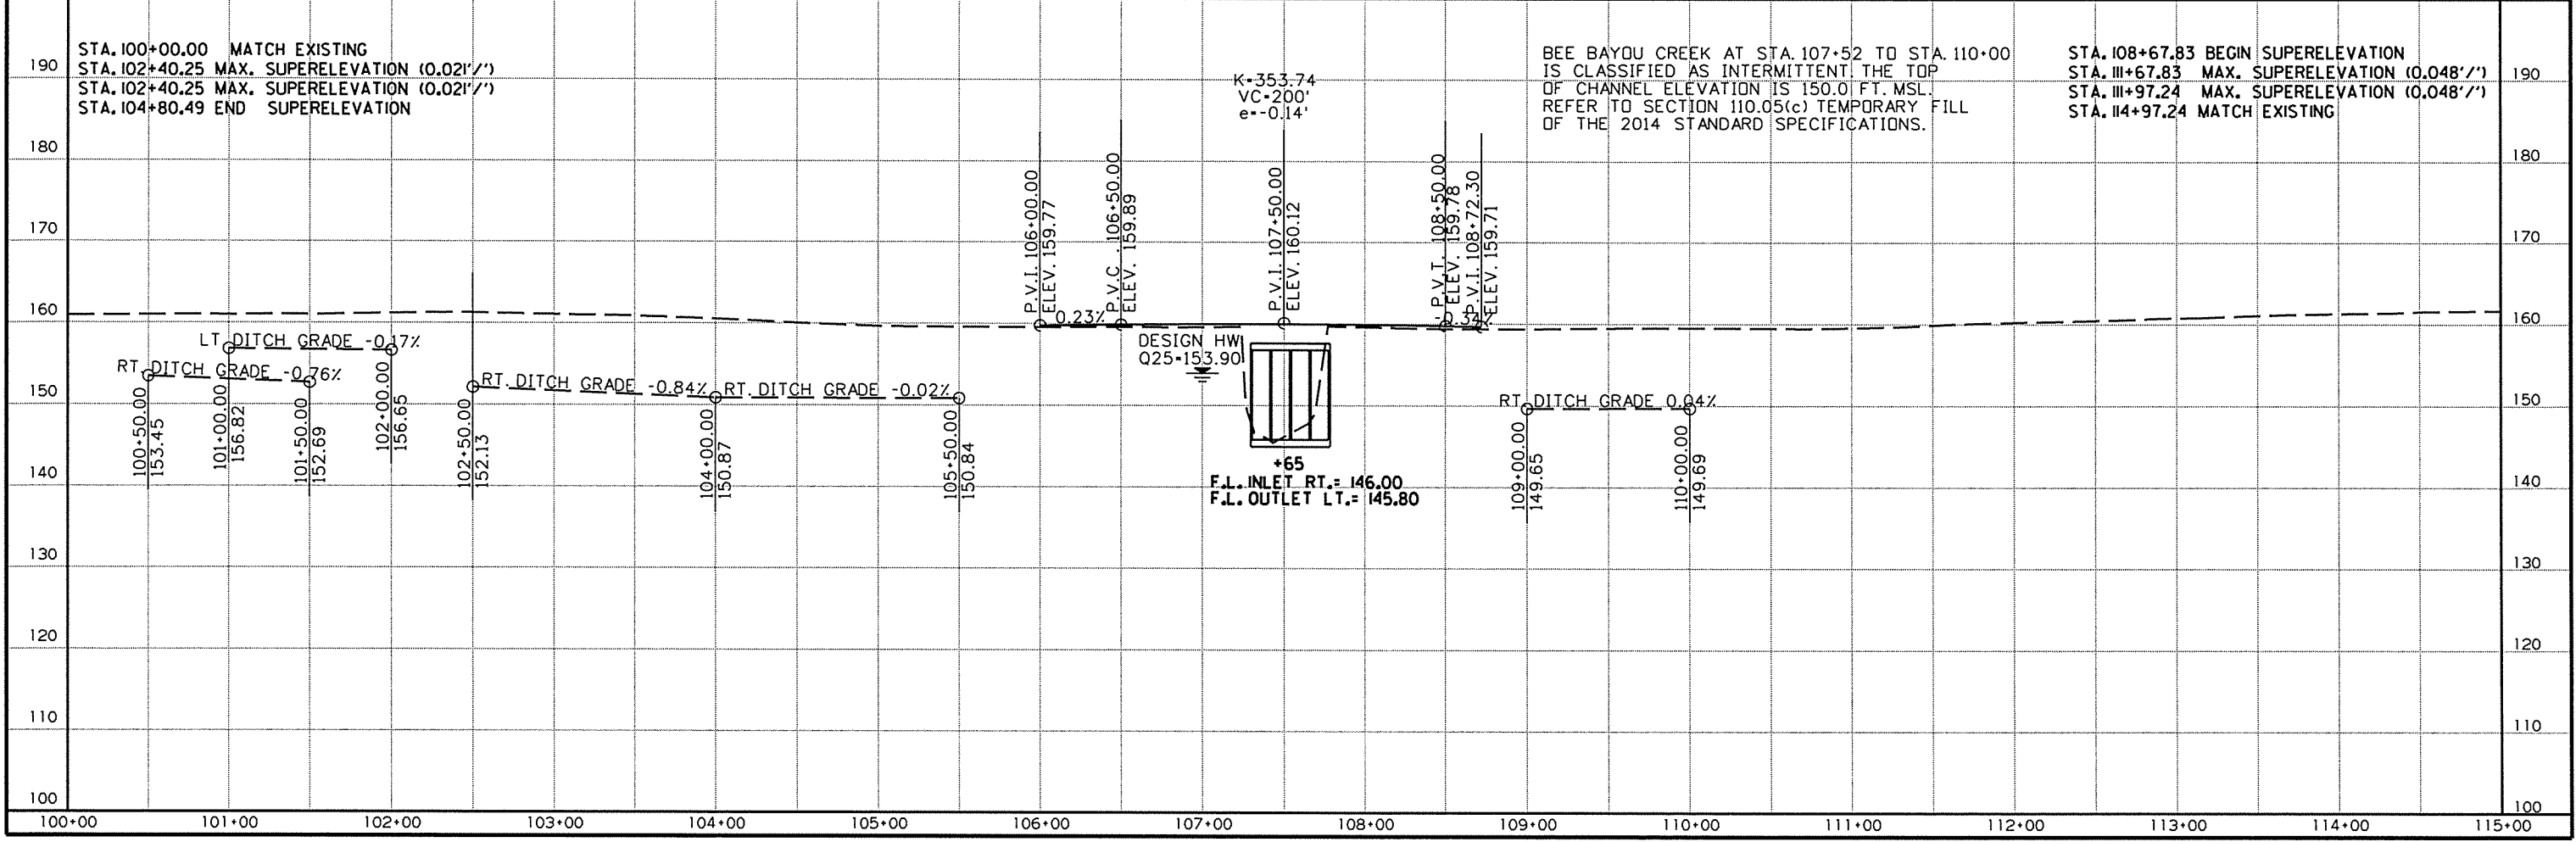 STA. 100+00.00 MATCH EXISTING
STA. 102+40.25 MAX. SUPERELEVATION (0.021'/')
STA. 102+40.25 MAX. SUPERELEVATION (0.021'/')
STA. 104+80.49 END SUPERELEVATION
K=353.74
VC=200'
e=-0.14'
BEE BAYOU CREEK AT STA. 107+52 TO STA. 110+00
IS CLASSIFIED AS INTERMITTENT. THE TOP
OF CHANNEL ELEVATION IS 150.0 FT. MSL.
REFER TO SECTION 110.05(c) TEMPORARY FILL
OF THE 2014 STANDARD SPECIFICATIONS.
STA. 108+67.83 BEGIN SUPERELEVATION
STA. 111+67.83 MAX. SUPERELEVATION (0.048'/')
STA. 111+97.24 MAX. SUPERELEVATION (0.048'/')
STA. 114+97.24 MATCH EXISTING
190
180
170
160
150
140
130
120
110
100
P.V.I. 106+00.00
ELEV. 159.77
P.V.C. 106+50.00
ELEV. 159.89
P.V.I. 107+50.00
ELEV. 160.12
P.V.T. 108+50.00
ELEV. 159.78
P.V.I. 108+72.30
ELEV. 159.71
0.23%
-0.34%
LT. DITCH GRADE -0.17%
RT. DITCH GRADE -0.76%
RT. DITCH GRADE -0.84%
RT. DITCH GRADE -0.02%
DESIGN HW
Q25=153.90
RT. DITCH GRADE 0.04%
100+50.00
153.45
101+00.00
156.82
101+50.00
152.69
102+00.00
156.65
102+50.00
152.13
104+00.00
150.87
105+50.00
150.84
+65
F.L. INLET RT.= 146.00
F.L. OUTLET LT.= 145.80
109+00.00
149.65
110+00.00
149.69
190
180
170
160
150
140
130
120
110
100
100+00
101+00
102+00
103+00
104+00
105+00
106+00
107+00
108+00
109+00
110+00
111+00
112+00
113+00
114+00
115+00